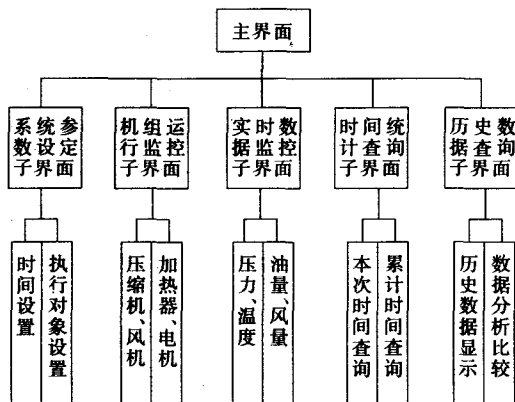 主界面
系统参
数设定
子界面
机组运
行监控
子界面
实时数
据监控
子界面
时间统
计查询
子界面
历史数
据查询
子界面
时间设置
执行对象设置
压缩机、风机
加热器、电机
压力、温度
油量、风量
本次时间查询
累计时间查询
历史数据显示
数据分析比较